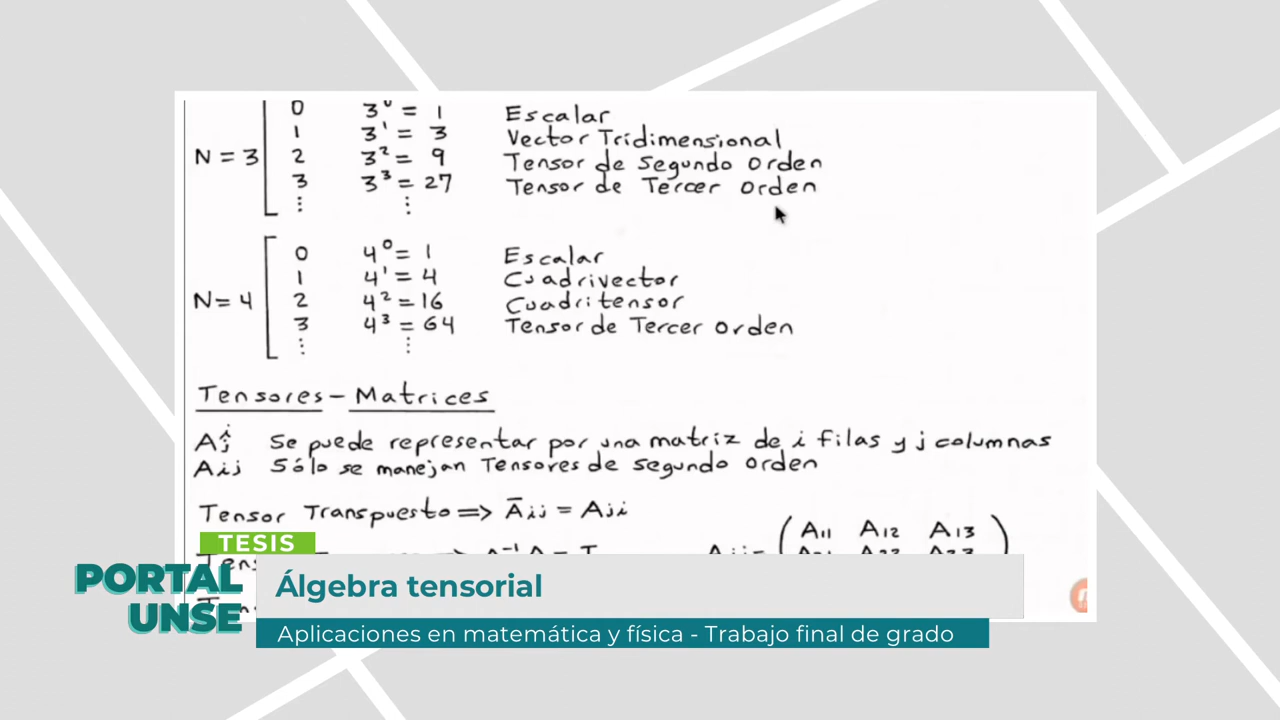 0 3⁰ = 1 Escalar
1 3¹ = 3 Vector Tridimensional
N = 3 2 3² = 9 Tensor de Segundo Orden
3 3³ = 27 Tensor de Tercer Orden
⋮ ⋮
0 4⁰ = 1 Escalar
1 4¹ = 4 Cuadrivector
N = 4 2 4² = 16 Cuadritensor
3 4³ = 64 Tensor de Tercer Orden
⋮ ⋮
Tensores - Matrices
Aⁱⱼ Se puede representar por una matriz de i filas y j columnas
Aij Sólo se manejan Tensores de segundo orden
Tensor Transpuesto => Āij = Aji
A11 A12 A13
TESIS
PORTAL
UNSE
Álgebra tensorial
Aplicaciones en matemática y física - Trabajo final de grado